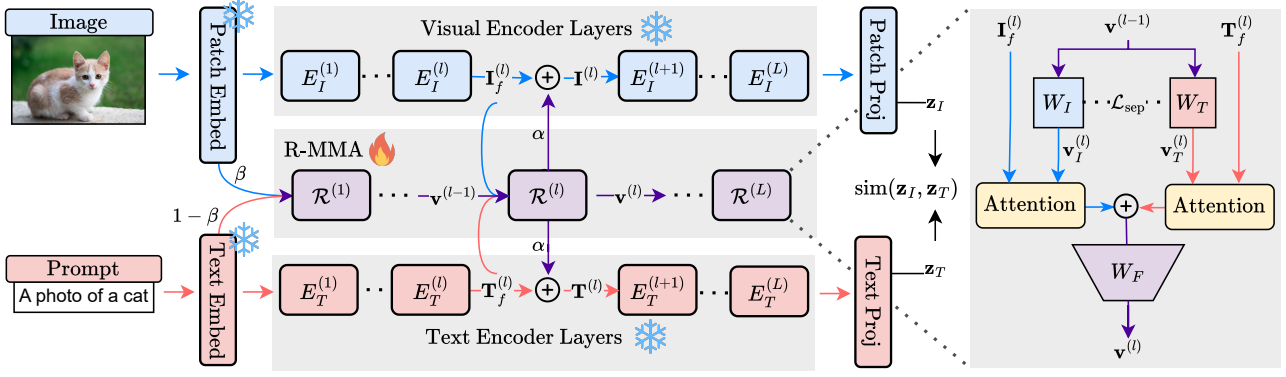 Image
Patch Embed
Visual Encoder Layers
E_I^{(1)} · · · E_I^{(l)} I_f^{(l)} + I^{(l)} E_I^{(l+1)} · · · E_I^{(L)}
Patch Proj
z_I
α
R-MMA
β
1 − β
R^{(1)} · · · v^{(l−1)} R^{(l)} v^{(l)} · · · R^{(L)}
sim(z_I, z_T)
α
Prompt
A photo of a cat
Text Embed
E_T^{(1)} · · E_T^{(l)} T_f^{(l)} + T^{(l)} E_T^{(l+1)} · · · E_T^{(L)}
Text Encoder Layers
Text Proj
z_T
I_f^{(l)} v^{(l−1)} T_f^{(l)}
W_I · · · L_sep · · W_T
v_I^{(l)} v_T^{(l)}
Attention + Attention
W_F
v^{(l)}